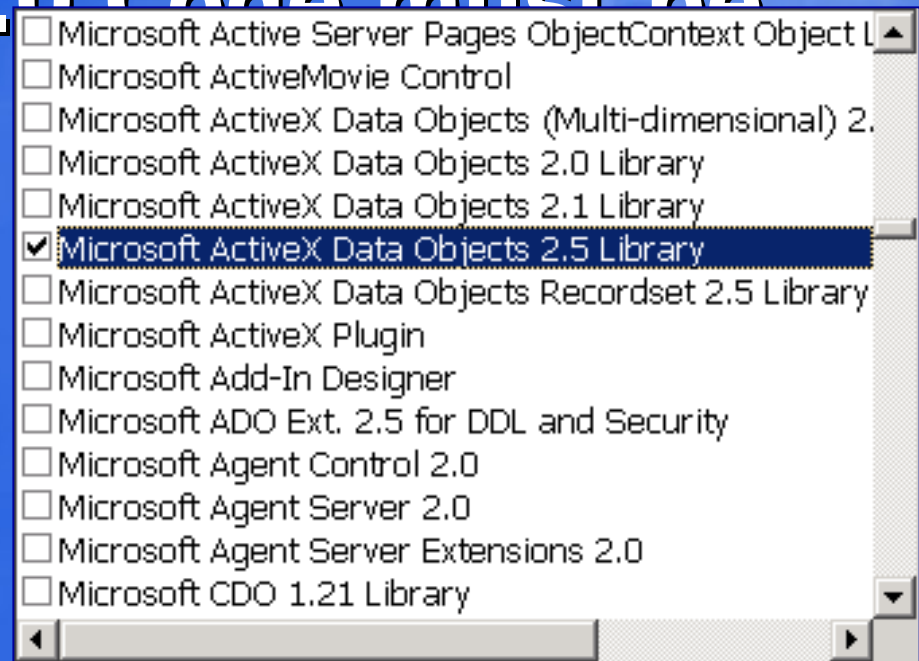 one must be
Microsoft Active Server Pages ObjectContext Object L
Microsoft ActiveMovie Control
Microsoft ActiveX Data Objects (Multi-dimensional) 2.
Microsoft ActiveX Data Objects 2.0 Library
Microsoft ActiveX Data Objects 2.1 Library
Microsoft ActiveX Data Objects 2.5 Library
Microsoft ActiveX Data Objects Recordset 2.5 Library
Microsoft ActiveX Plugin
Microsoft Add-In Designer
Microsoft ADO Ext. 2.5 for DDL and Security
Microsoft Agent Control 2.0
Microsoft Agent Server 2.0
Microsoft Agent Server Extensions 2.0
Microsoft CDO 1.21 Library